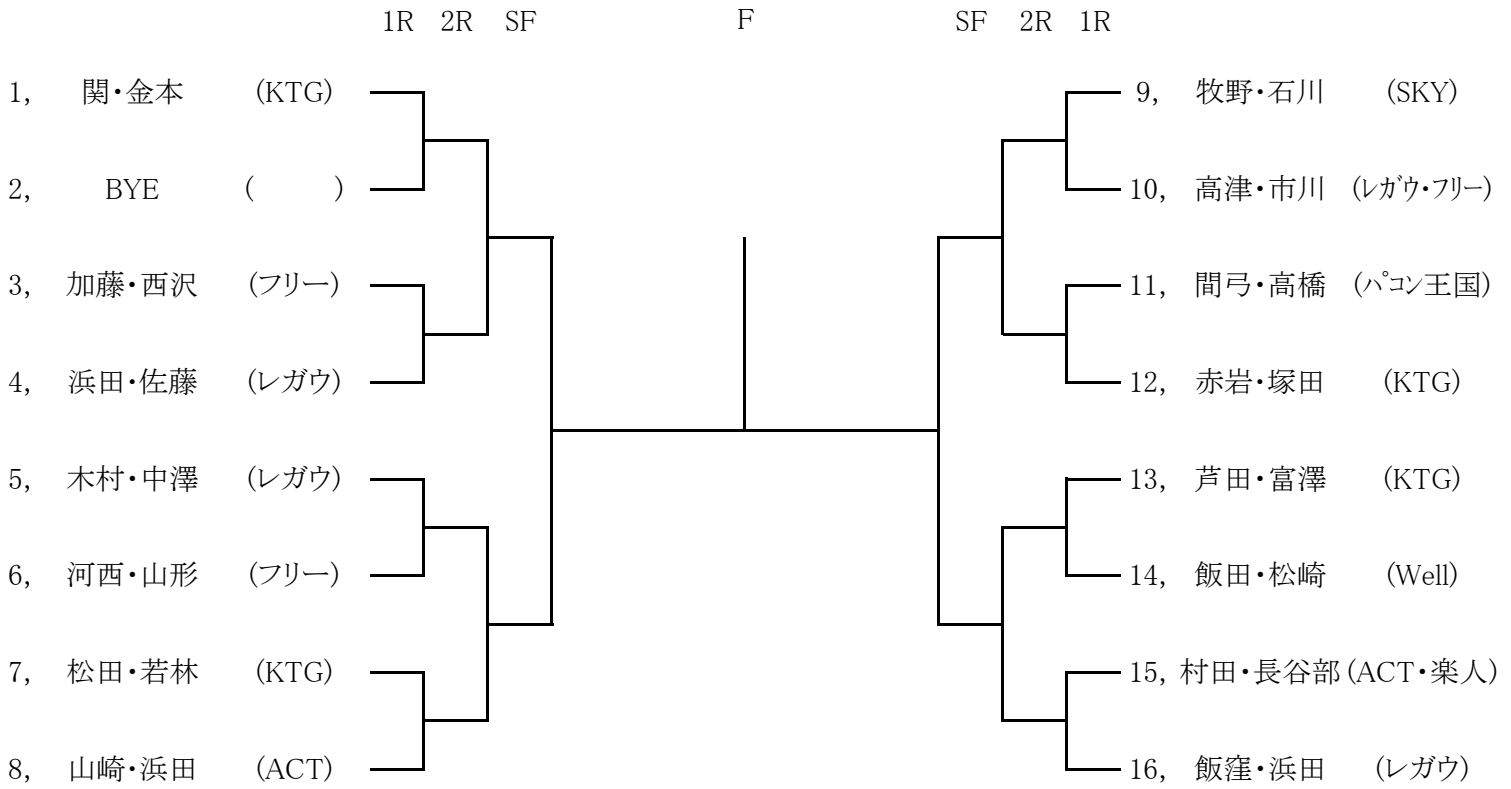 1R 2R SF F SF 2R 1R
1, 関・金本 (KTG)
2, BYE ( )
3, 加藤・西沢 (フリー)
4, 浜田・佐藤 (レガウ)
5, 木村・中澤 (レガウ)
6, 河西・山形 (フリー)
7, 松田・若林 (KTG)
8, 山崎・浜田 (ACT)
9, 牧野・石川 (SKY)
10, 高津・市川 (レガウ・フリー)
11, 間弓・高橋 (パコン王国)
12, 赤岩・塚田 (KTG)
13, 芦田・富澤 (KTG)
14, 飯田・松崎 (Well)
15, 村田・長谷部 (ACT・楽人)
16, 飯窪・浜田 (レガウ)